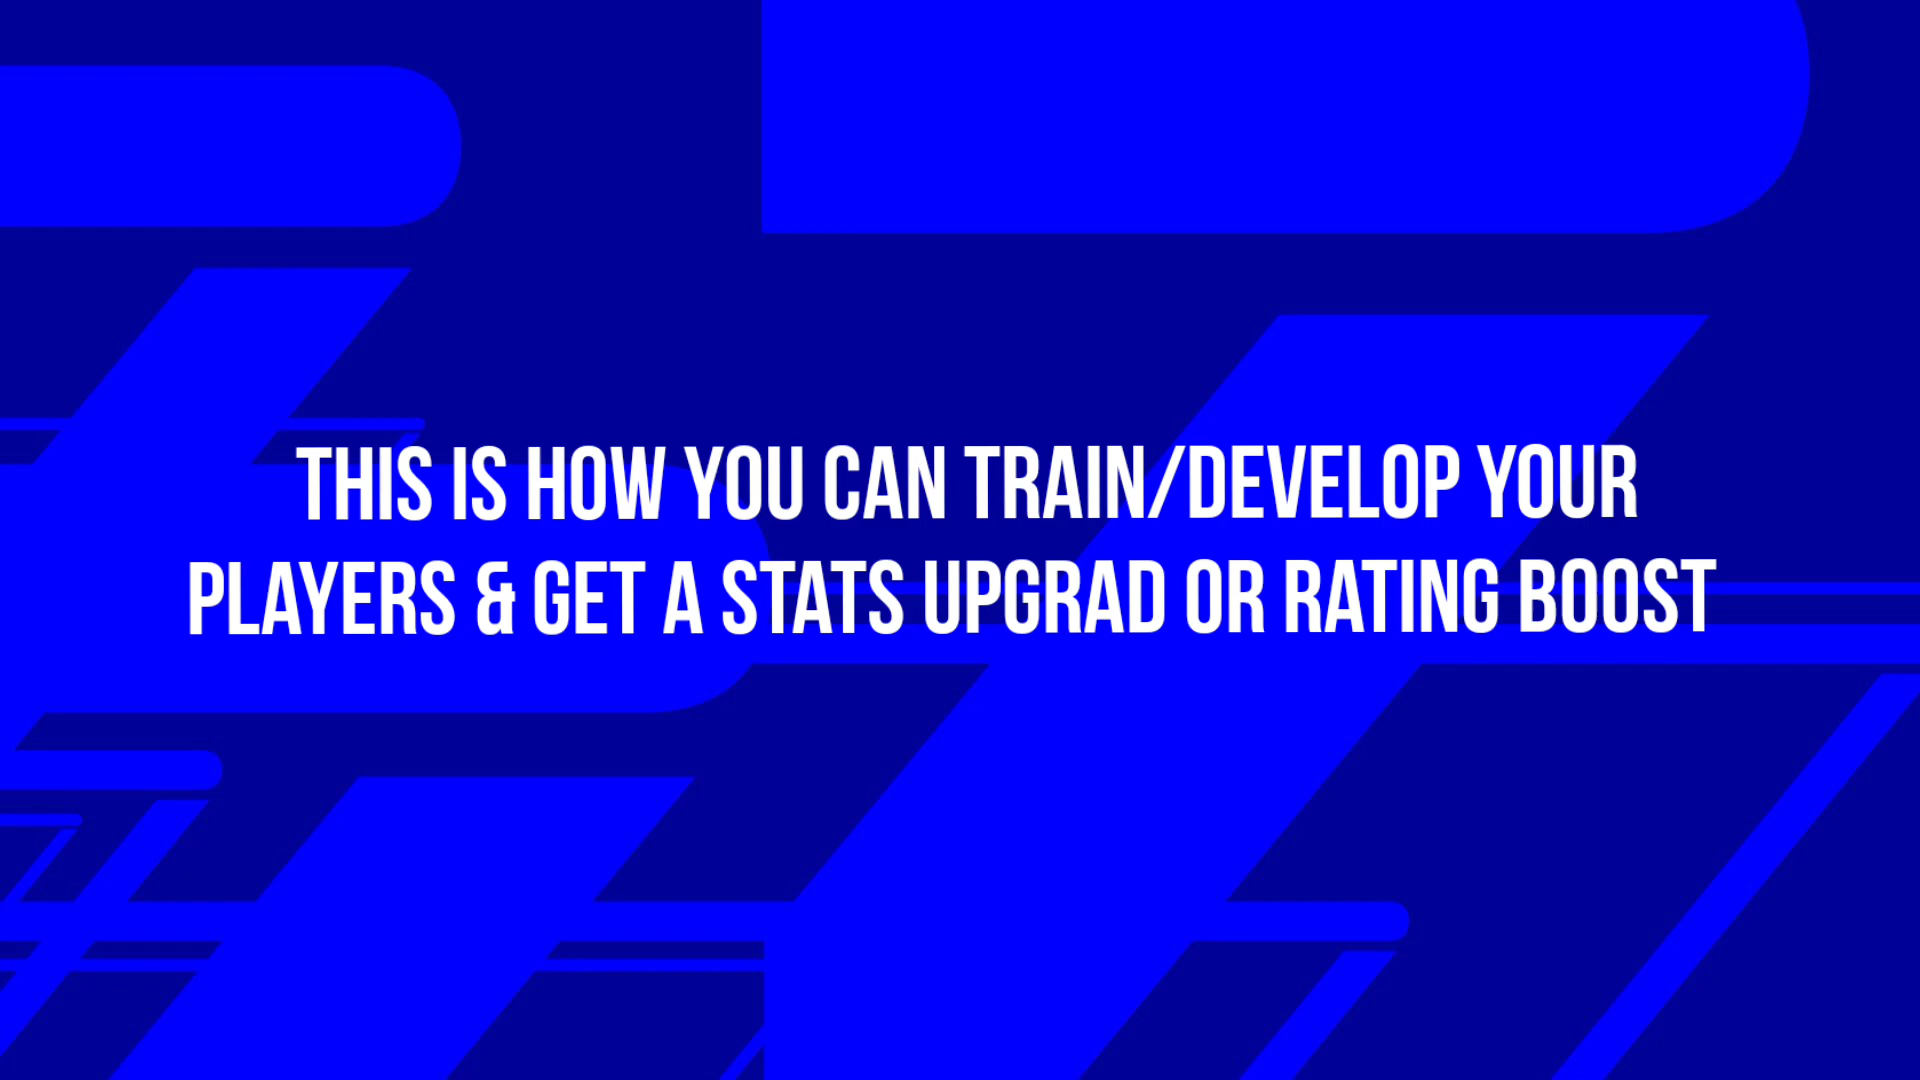 THIS IS HOW YOU CAN TRAIN/DEVELOP YOUR
PLAYERS & GET A STATS UPGRAD OR RATING BOOST